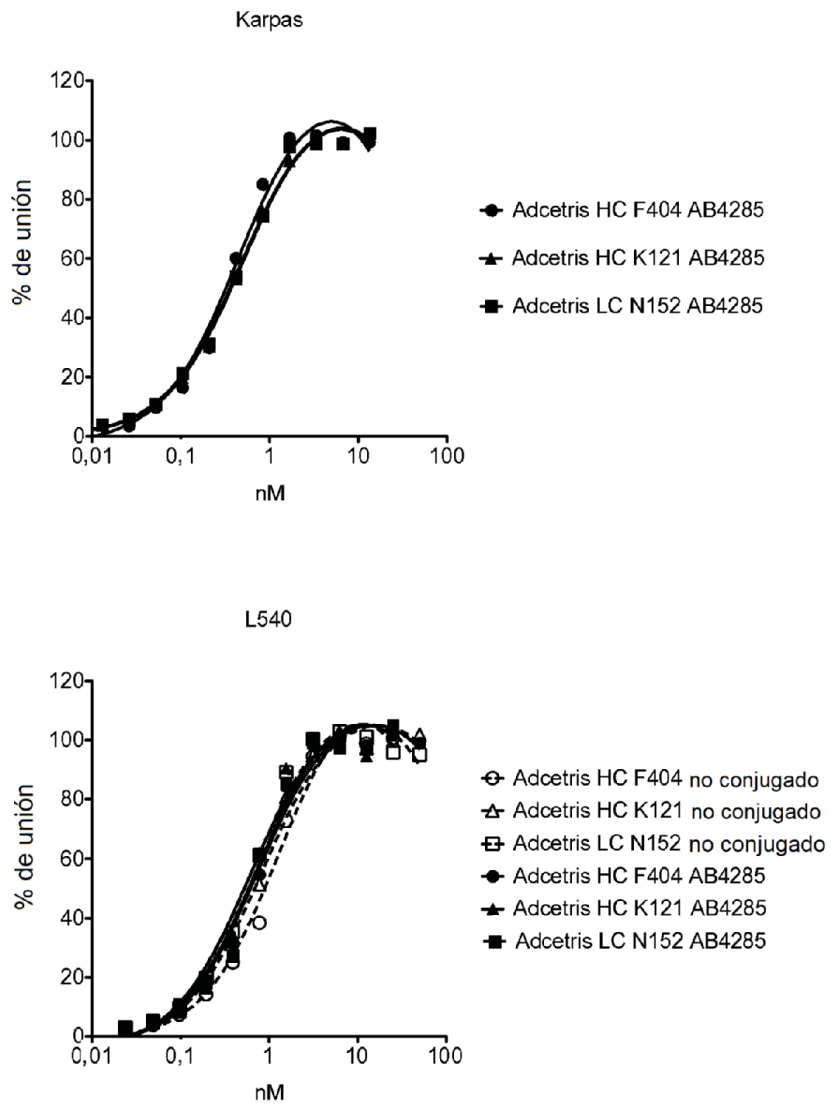 Karpas
120
100
80
60
40
20
0
% de unión
0,01 0,1 1 10 100
nM
Adcetris HC F404 AB4285
Adcetris HC K121 AB4285
Adcetris LC N152 AB4285
L540
120
100
80
60
40
20
0
% de unión
0,01 0,1 1 10 100
nM
Adcetris HC F404 no conjugado
Adcetris HC K121 no conjugado
Adcetris LC N152 no conjugado
Adcetris HC F404 AB4285
Adcetris HC K121 AB4285
Adcetris LC N152 AB4285